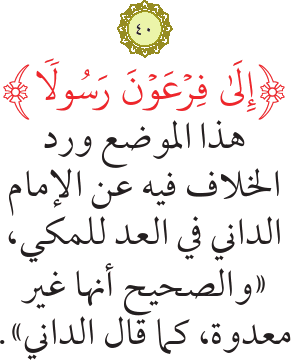 ٤٠
﴿إِلَىٰ فِرْعَوْنَ رَسُولًا﴾
هذا الموضع ورد
الخلاف فيه عن الإمام
الداني في العد للمكي،
«والصحيح أنها غير
معدوة، كما قال الداني».